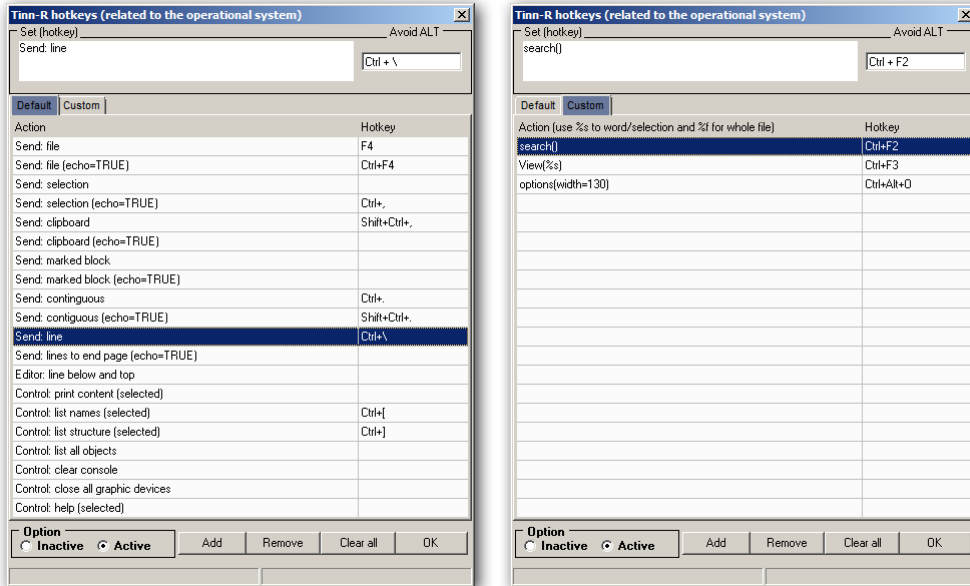 Tinn-R hotkeys (related to the operational system)
Set (hotkey) Avoid ALT
Send: line
Ctrl + \
Default Custom
Action Hotkey
Send: file F4
Send: file (echo=TRUE) Ctrl+F4
Send: selection
Send: selection (echo=TRUE) Ctrl+,
Send: clipboard Shift+Ctrl+,
Send: clipboard (echo=TRUE)
Send: marked block
Send: marked block (echo=TRUE)
Send: continguous Ctrl+.
Send: contiguous (echo=TRUE) Shift+Ctrl+.
Send: line Ctrl+\
Send: lines to end page (echo=TRUE)
Editor: line below and top
Control: print content (selected)
Control: list names (selected) Ctrl+[
Control: list structure (selected) Ctrl+]
Control: list all objects
Control: clear console
Control: close all graphic devices
Control: help (selected)
Option
Inactive Active Add Remove Clear all OK
Tinn-R hotkeys (related to the operational system)
Set (hotkey) Avoid ALT
search()
Ctrl + F2
Default Custom
Action (use %s to word/selection and %f for whole file) Hotkey
search() Ctrl+F2
View(%s) Ctrl+F3
options(width=130) Ctrl+Alt+O
Option
Inactive Active Add Remove Clear all OK